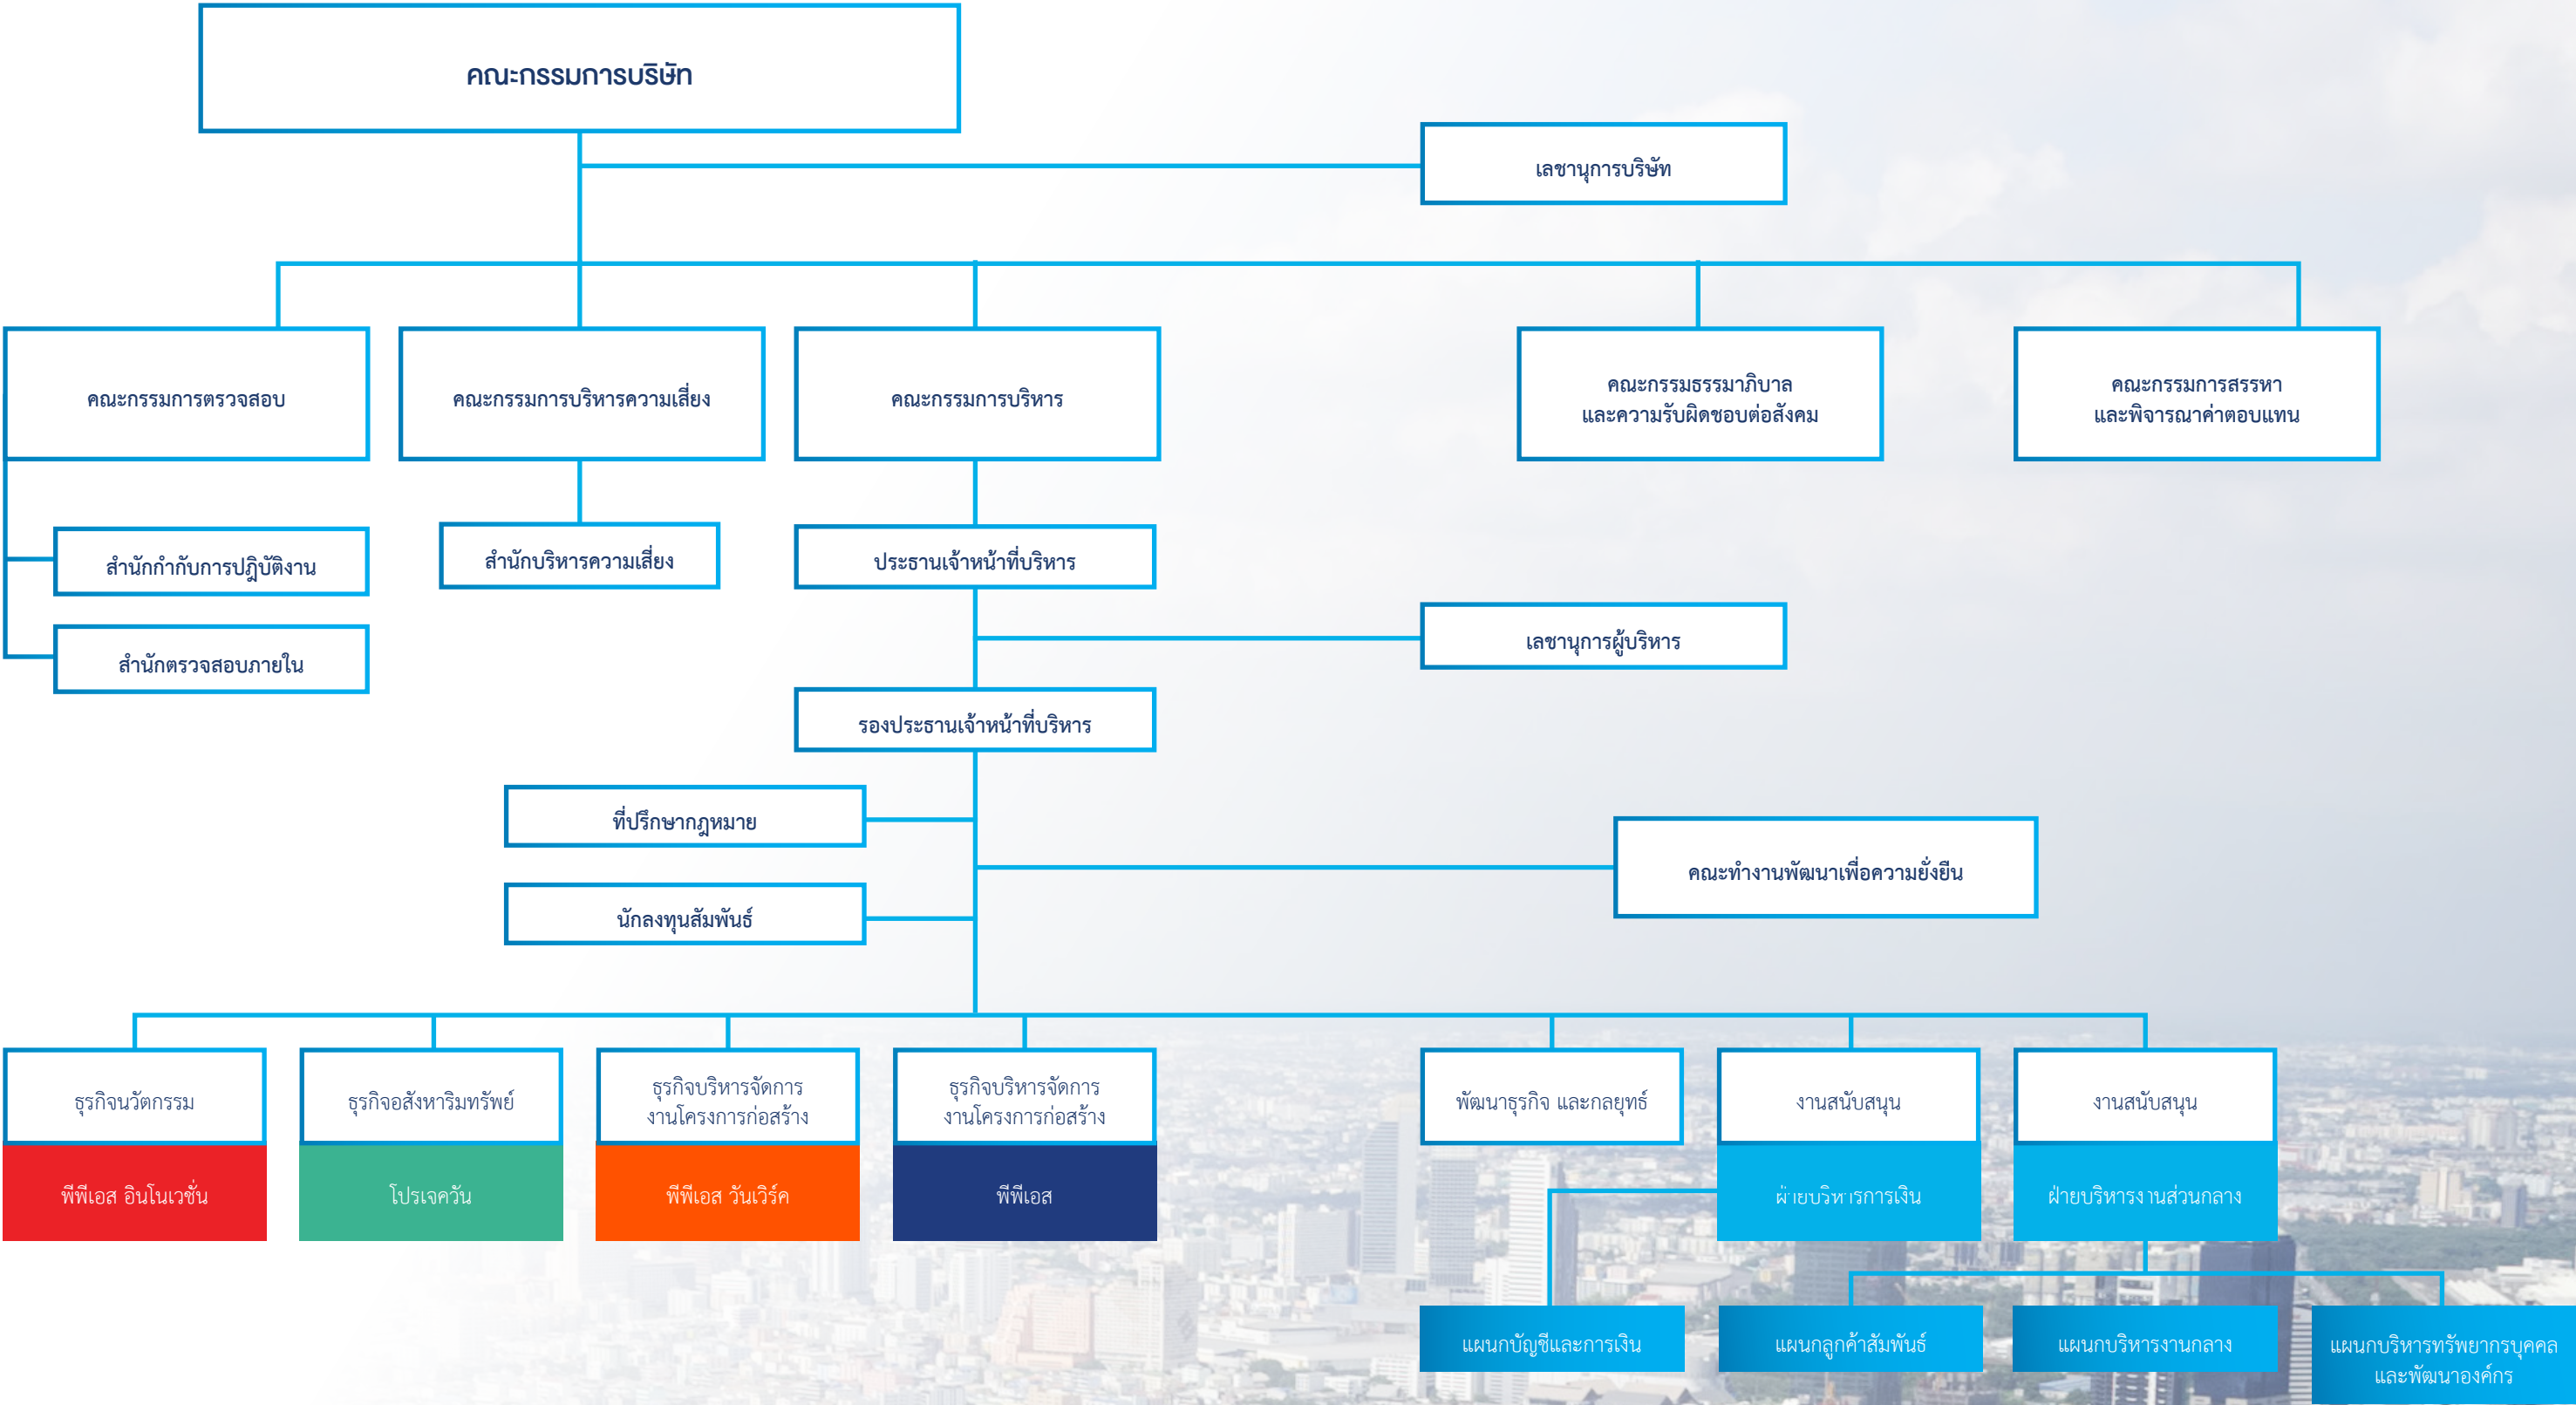 คณะกรรมการบริษัท
เลขานุการบริษัท
คณะกรรมการตรวจสอบ
คณะกรรมการบริหารความเสี่ยง
คณะกรรมการบริหาร
คณะกรรมธรรมาภิบาล
และความรับผิดชอบต่อสังคม
คณะกรรมการสรรหา
และพิจารณาค่าตอบแทน
สำนักกำกับการปฏิบัติงาน
สำนักบริหารความเสี่ยง
ประธานเจ้าหน้าที่บริหาร
เลขานุการผู้บริหาร
สำนักตรวจสอบภายใน
รองประธานเจ้าหน้าที่บริหาร
ที่ปรึกษากฎหมาย
คณะทำงานพัฒนาเพื่อความยั่งยืน
นักลงทุนสัมพันธ์
ธุรกิจนวัตกรรม
ธุรกิจอสังหาริมทรัพย์
ธุรกิจบริหารจัดการ
งานโครงการก่อสร้าง
ธุรกิจบริหารจัดการ
งานโครงการก่อสร้าง
พัฒนาธุรกิจ และกลยุทธ์
งานสนับสนุน
งานสนับสนุน
พีพีเอส อินโนเวชั่น
โปรเจควัน
พีพีเอส วันเวิร์ค
พีพีเอส
ฝ่ายบริหารการเงิน
ฝ่ายบริหารงานส่วนกลาง
แผนกบัญชีและการเงิน
แผนกลูกค้าสัมพันธ์
แผนกบริหารงานกลาง
แผนกบริหารทรัพยากรบุคคล
และพัฒนาองค์กร